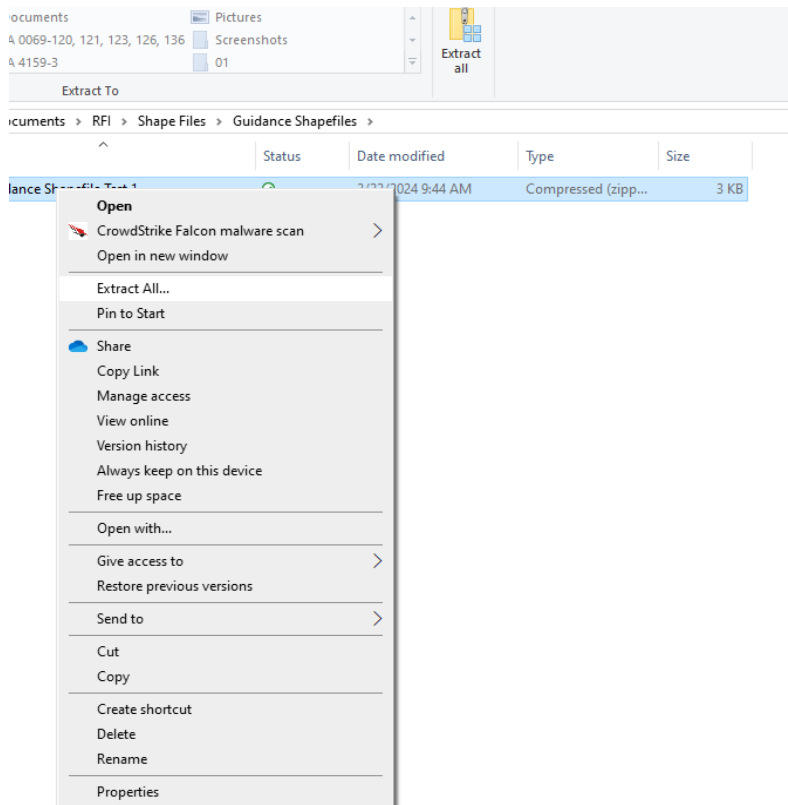 Pictures
A 0069-120, 121, 123, 126, 136 Screenshots
A 4159-3 01
Extract
all
Extract To
RFI > Shape Files > Guidance Shapefiles >
Status Date modified Type Size
2024 9:44 AM Compressed (zipp... 3 KB
Open
CrowdStrike Falcon malware scan
Open in new window
Extract All...
Pin to Start
Share
Copy Link
Manage access
View online
Version history
Always keep on this device
Free up space
Open with...
Give access to
Restore previous versions
Send to
Cut
Copy
Create shortcut
Delete
Rename
Properties